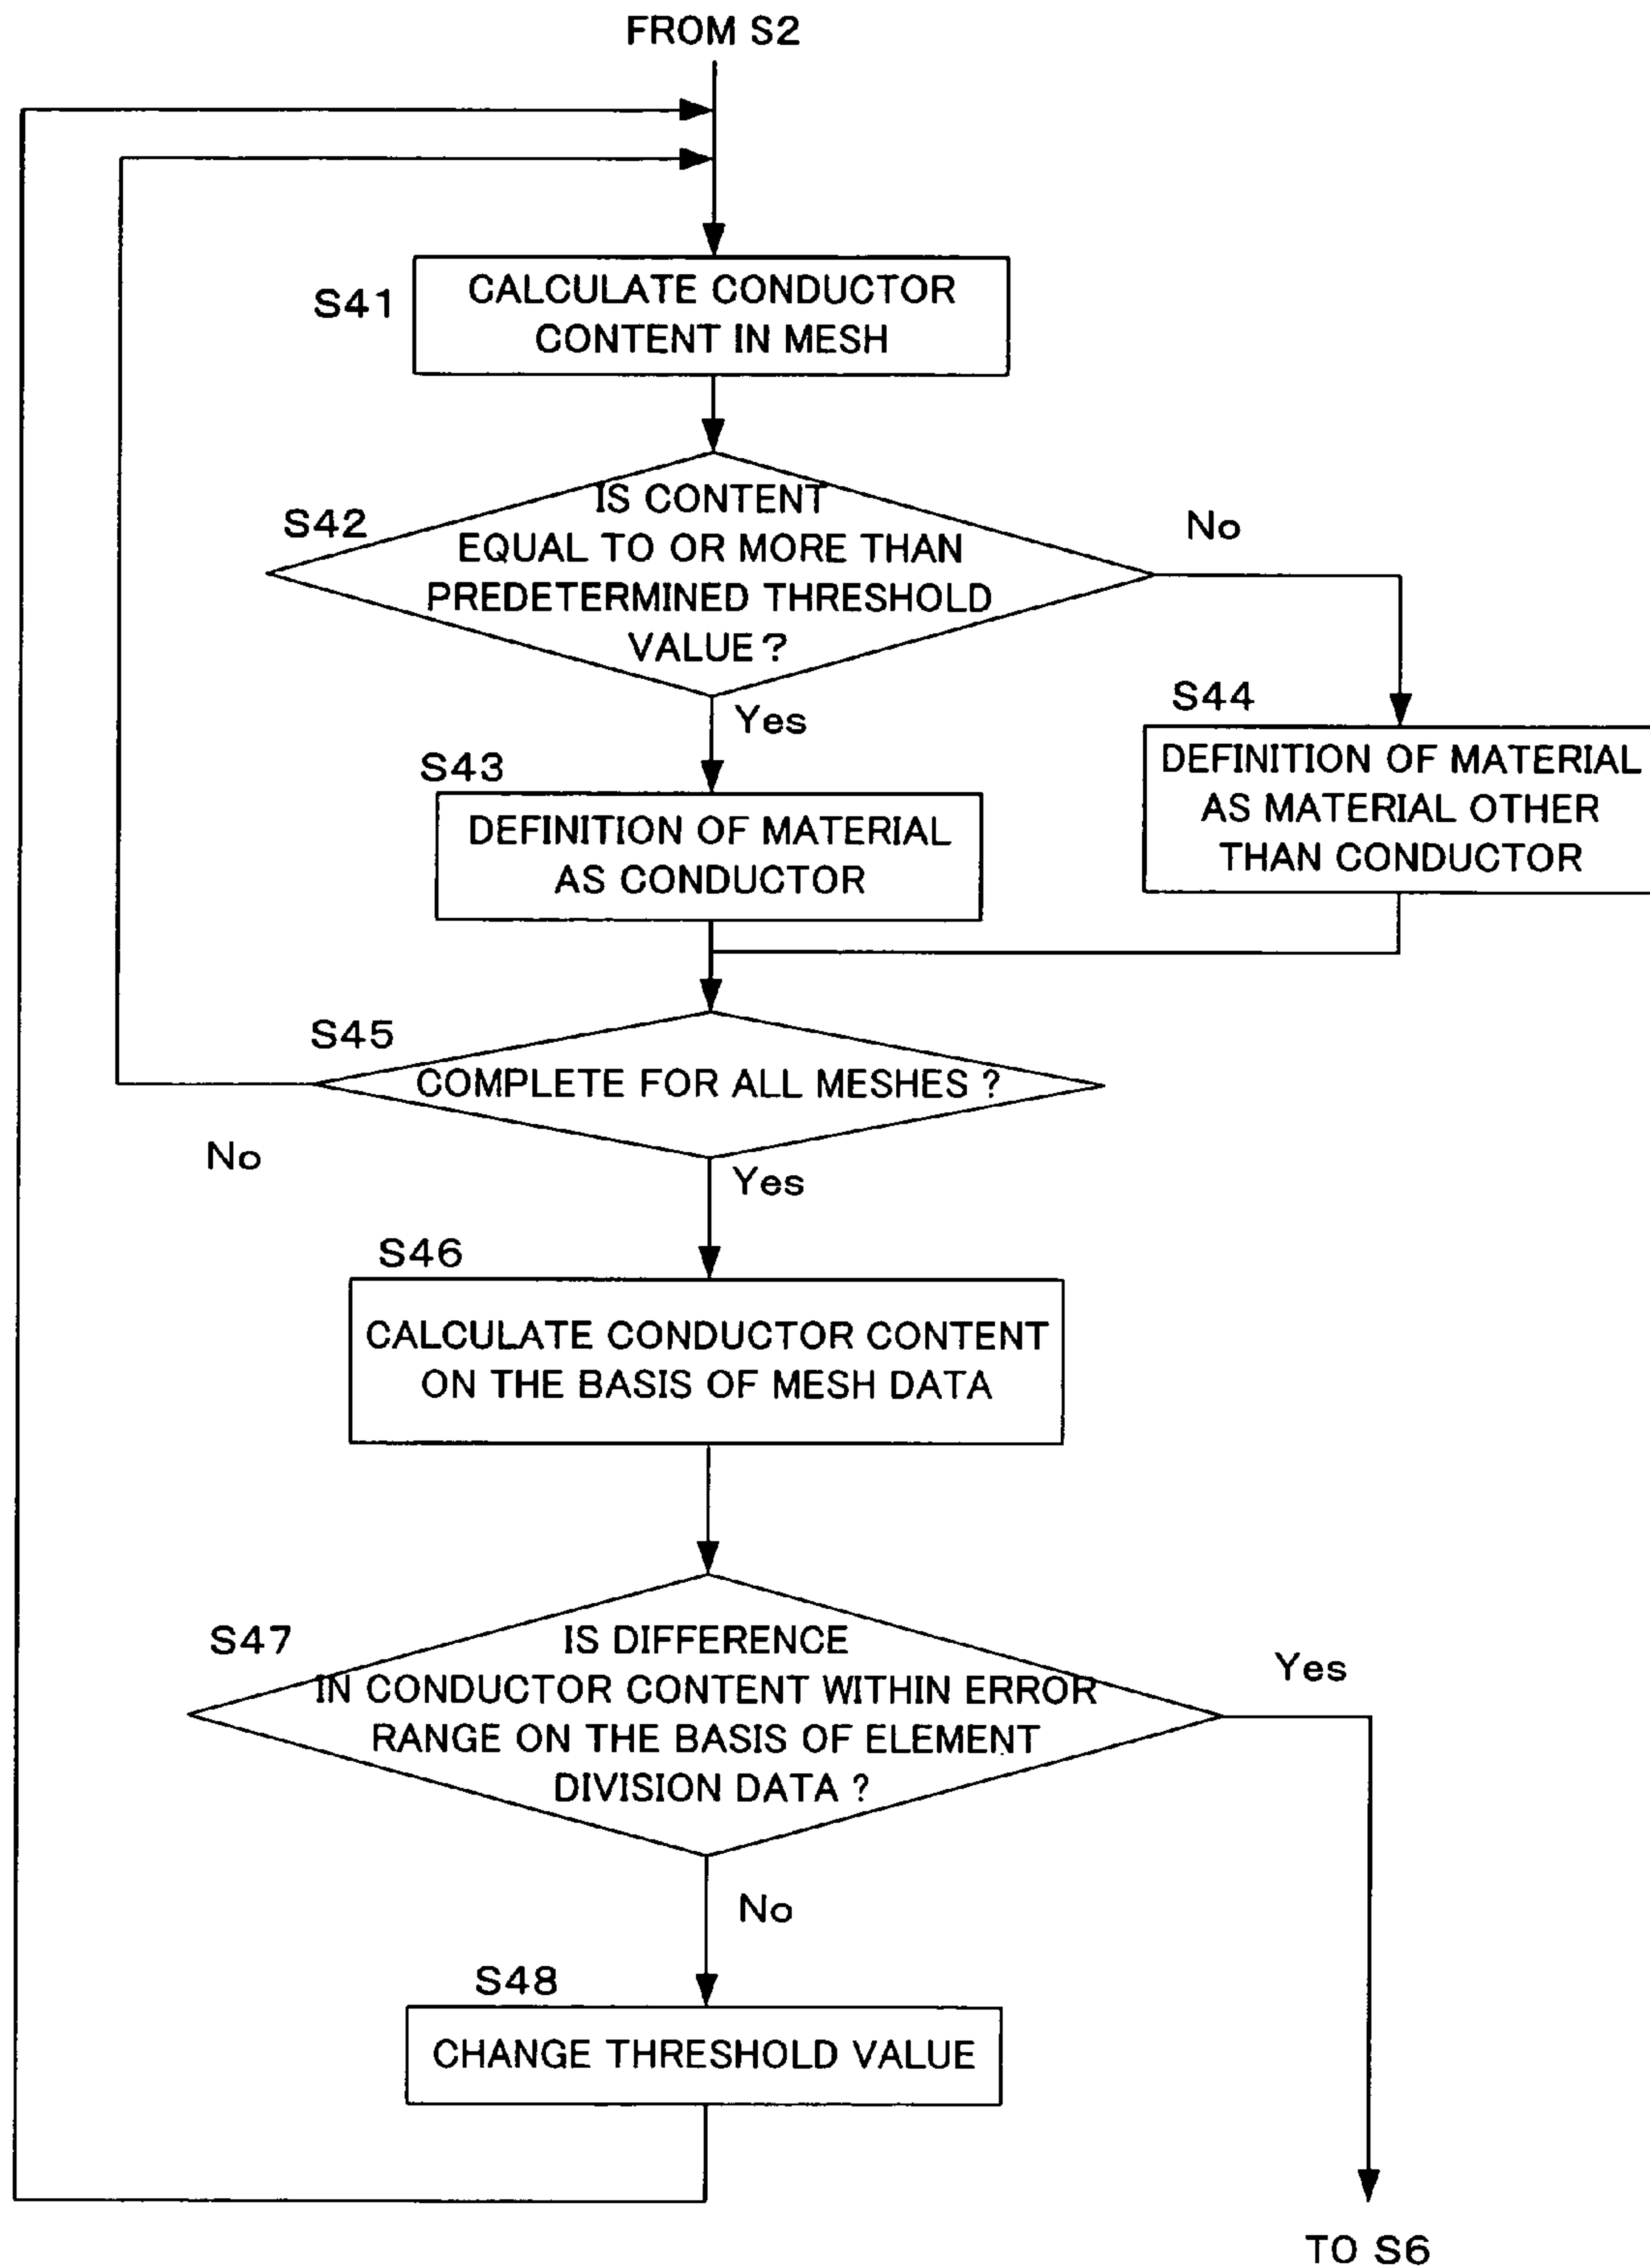 FROM S2
S41
CALCULATE CONDUCTOR
CONTENT IN MESH
S42
IS CONTENT
EQUAL TO OR MORE THAN
PREDETERMINED THRESHOLD
VALUE ?
No
Yes
S44
DEFINITION OF MATERIAL
AS MATERIAL OTHER
THAN CONDUCTOR
S43
DEFINITION OF MATERIAL
AS CONDUCTOR
S45
COMPLETE FOR ALL MESHES ?
No
Yes
S46
CALCULATE CONDUCTOR CONTENT
ON THE BASIS OF MESH DATA
S47
IS DIFFERENCE
IN CONDUCTOR CONTENT WITHIN ERROR
RANGE ON THE BASIS OF ELEMENT
DIVISION DATA ?
Yes
No
S48
CHANGE THRESHOLD VALUE
TO S6